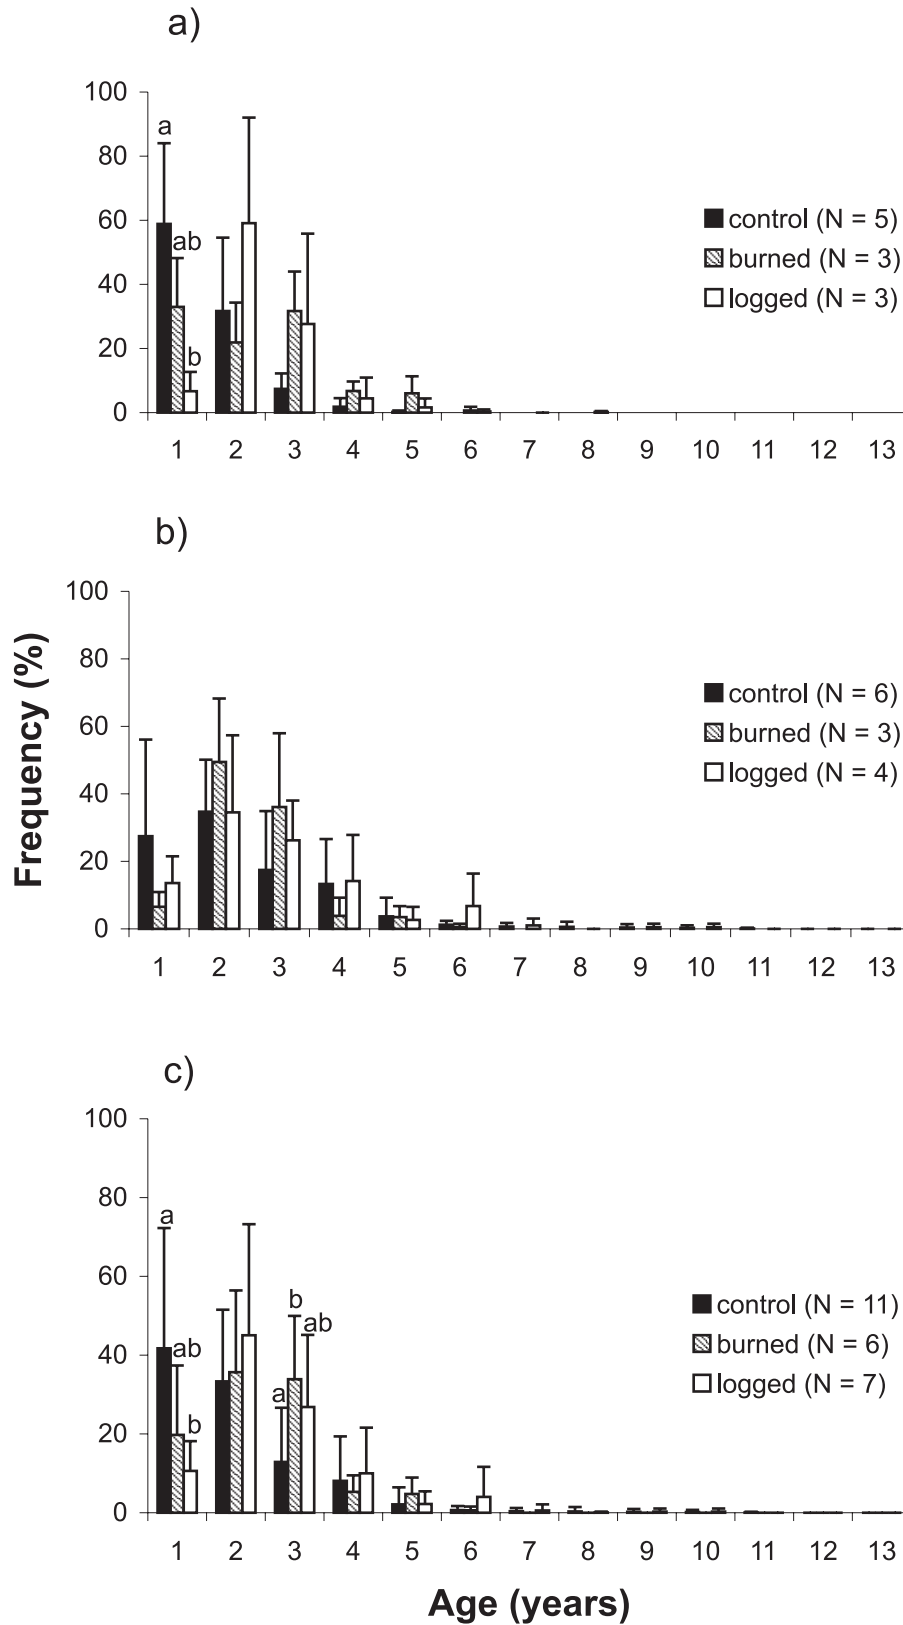 a)
100
80
60
40
20
0
a
ab
b
control (N = 5)
burned (N = 3)
logged (N = 3)
1 2 3 4 5 6 7 8 9 10 11 12 13
b)
Frequency (%)
100
80
60
40
20
0
control (N = 6)
burned (N = 3)
logged (N = 4)
1 2 3 4 5 6 7 8 9 10 11 12 13
c)
100
80
60
40
20
0
a
ab
b
a
b
ab
control (N = 11)
burned (N = 6)
logged (N = 7)
1 2 3 4 5 6 7 8 9 10 11 12 13
Age (years)